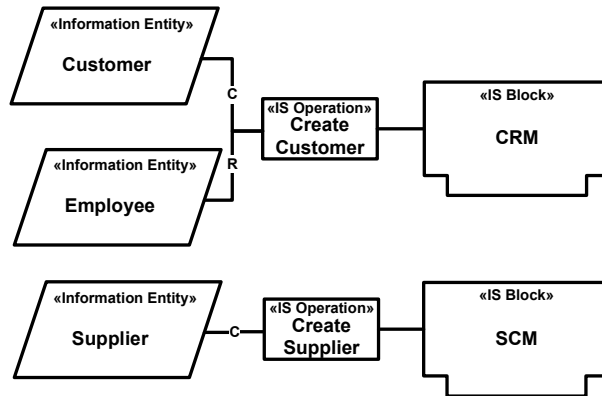 «Information Entity»
Customer
C
«IS Operation»
Create
Customer
«IS Block»
CRM
R
«Information Entity»
Employee
«Information Entity»
Supplier
C
«IS Operation»
Create
Supplier
«IS Block»
SCM